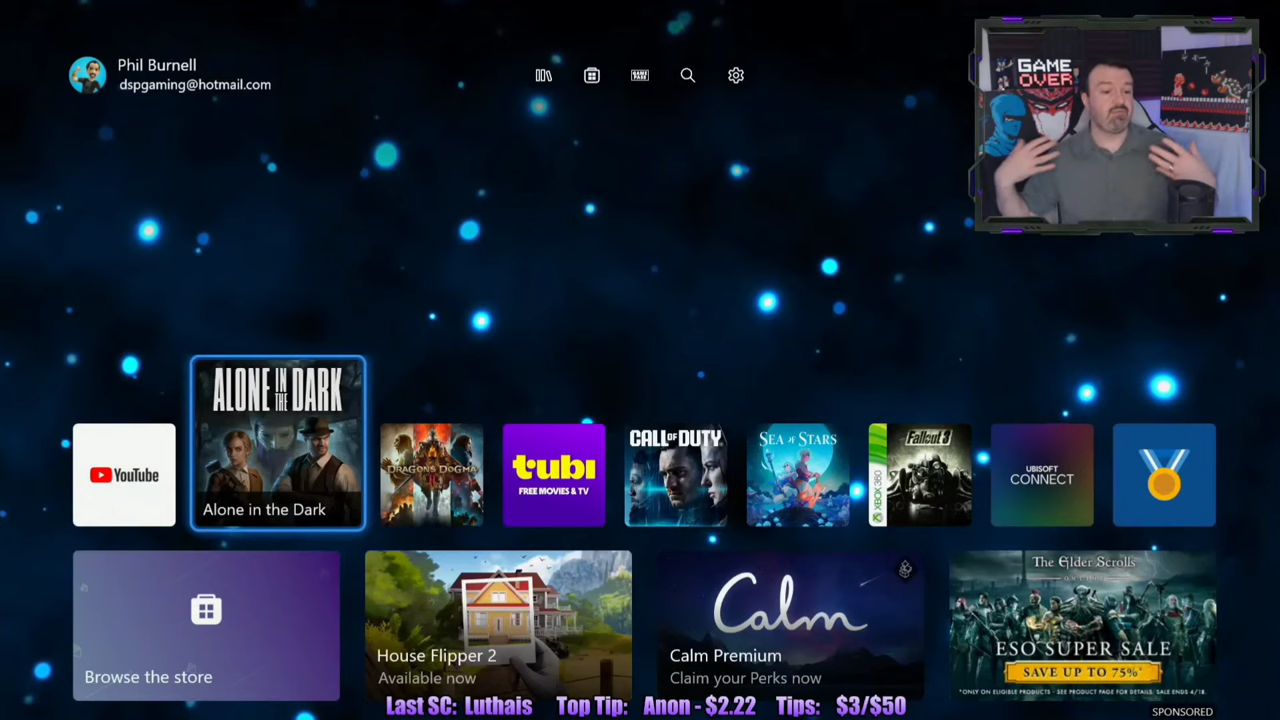 Phil Burnell
dspgaming@hotmail.com
GAME PASS
GAME
OVER
ALONE IN THE DARK
Alone in the Dark
YouTube
DRAGONS DOGMA
tubi
FREE MOVIES & TV
CALL OF DUTY
SEA OF STARS
XBOX 360
Fallout 3
UBISOFT
CONNECT
Browse the store
House Flipper 2
Available now
Calm
Calm Premium
Claim your Perks now
The Elder Scrolls
ONLINE
ESO SUPER SALE
SAVE UP TO 75%*
*ONLY ON ELIGIBLE PRODUCTS - SEE PRODUCT PAGE FOR DETAILS. SALE ENDS 4/18.
SPONSORED
Last SC: Luthais Top Tip: Anon - $2.22 Tips: $3/$50